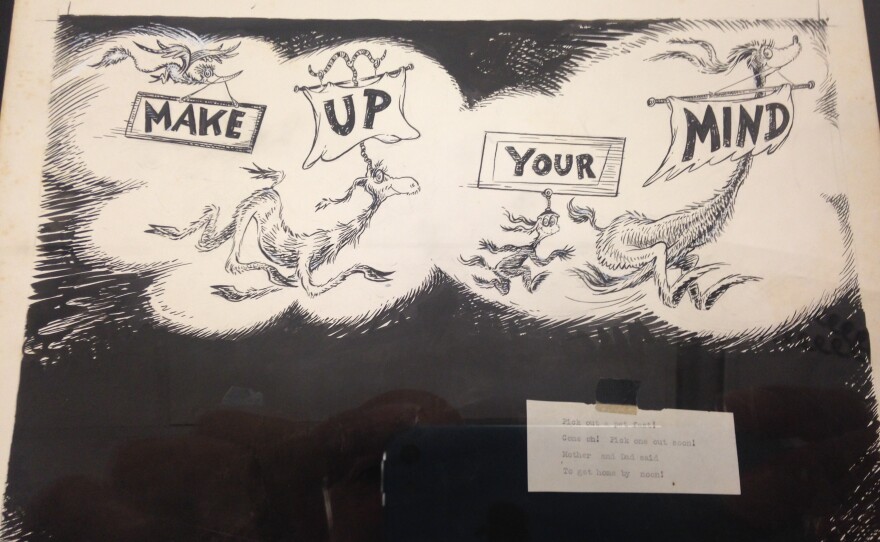 MAKE UP YOUR MIND
Pick out a pet fast!
Come on! Pick one out soon!
Mother and Dad said
To get home by noon!